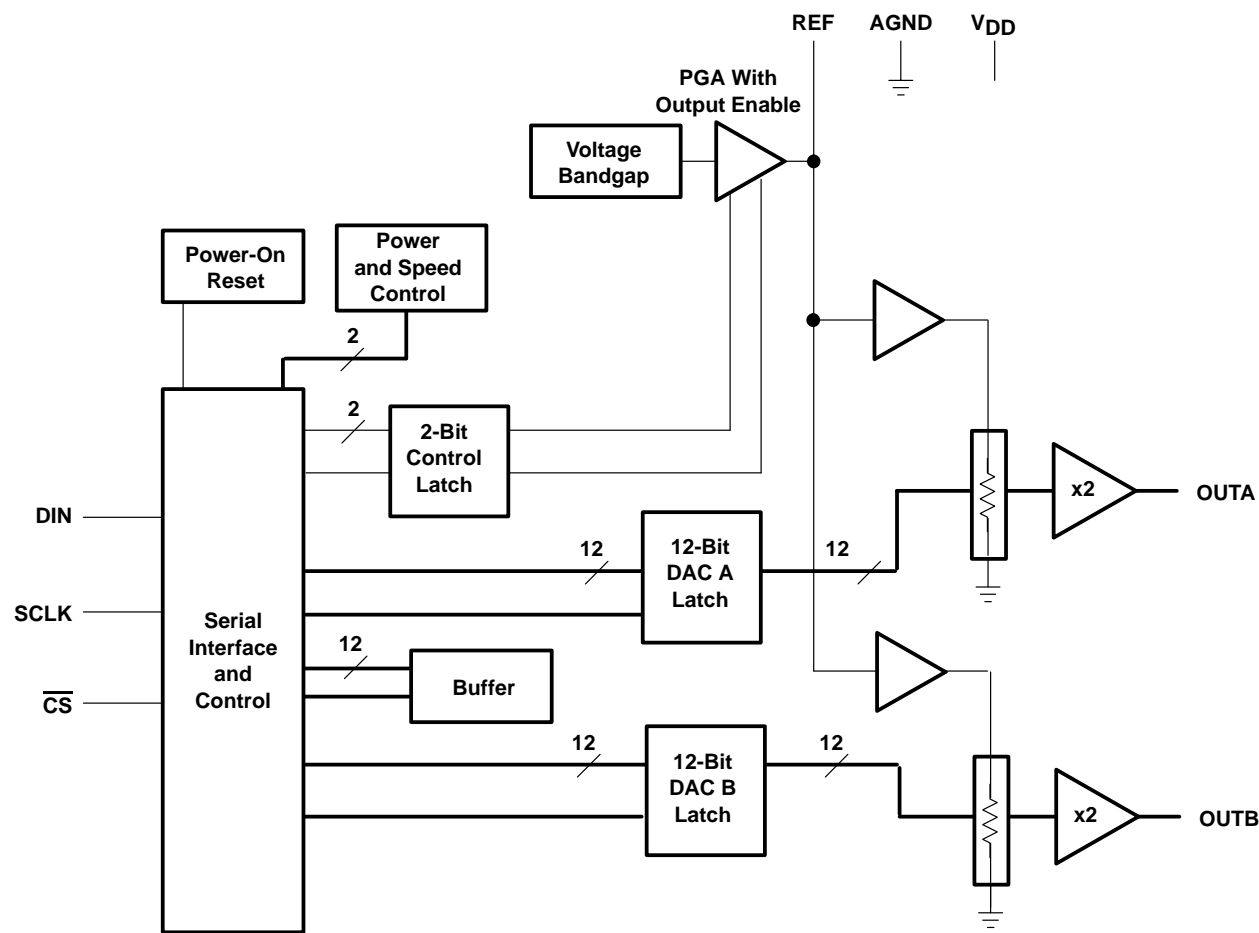 REF AGND VDD
PGA With
Output Enable
Voltage
Bandgap
Power-On
Reset
Power
and Speed
Control
2
2
2-Bit
Control
Latch
x2
OUTA
DIN
12
12-Bit
DAC A
Latch
12
SCLK
Serial
Interface
and
Control
12
Buffer
CS
12
12-Bit
DAC B
Latch
12
x2
OUTB